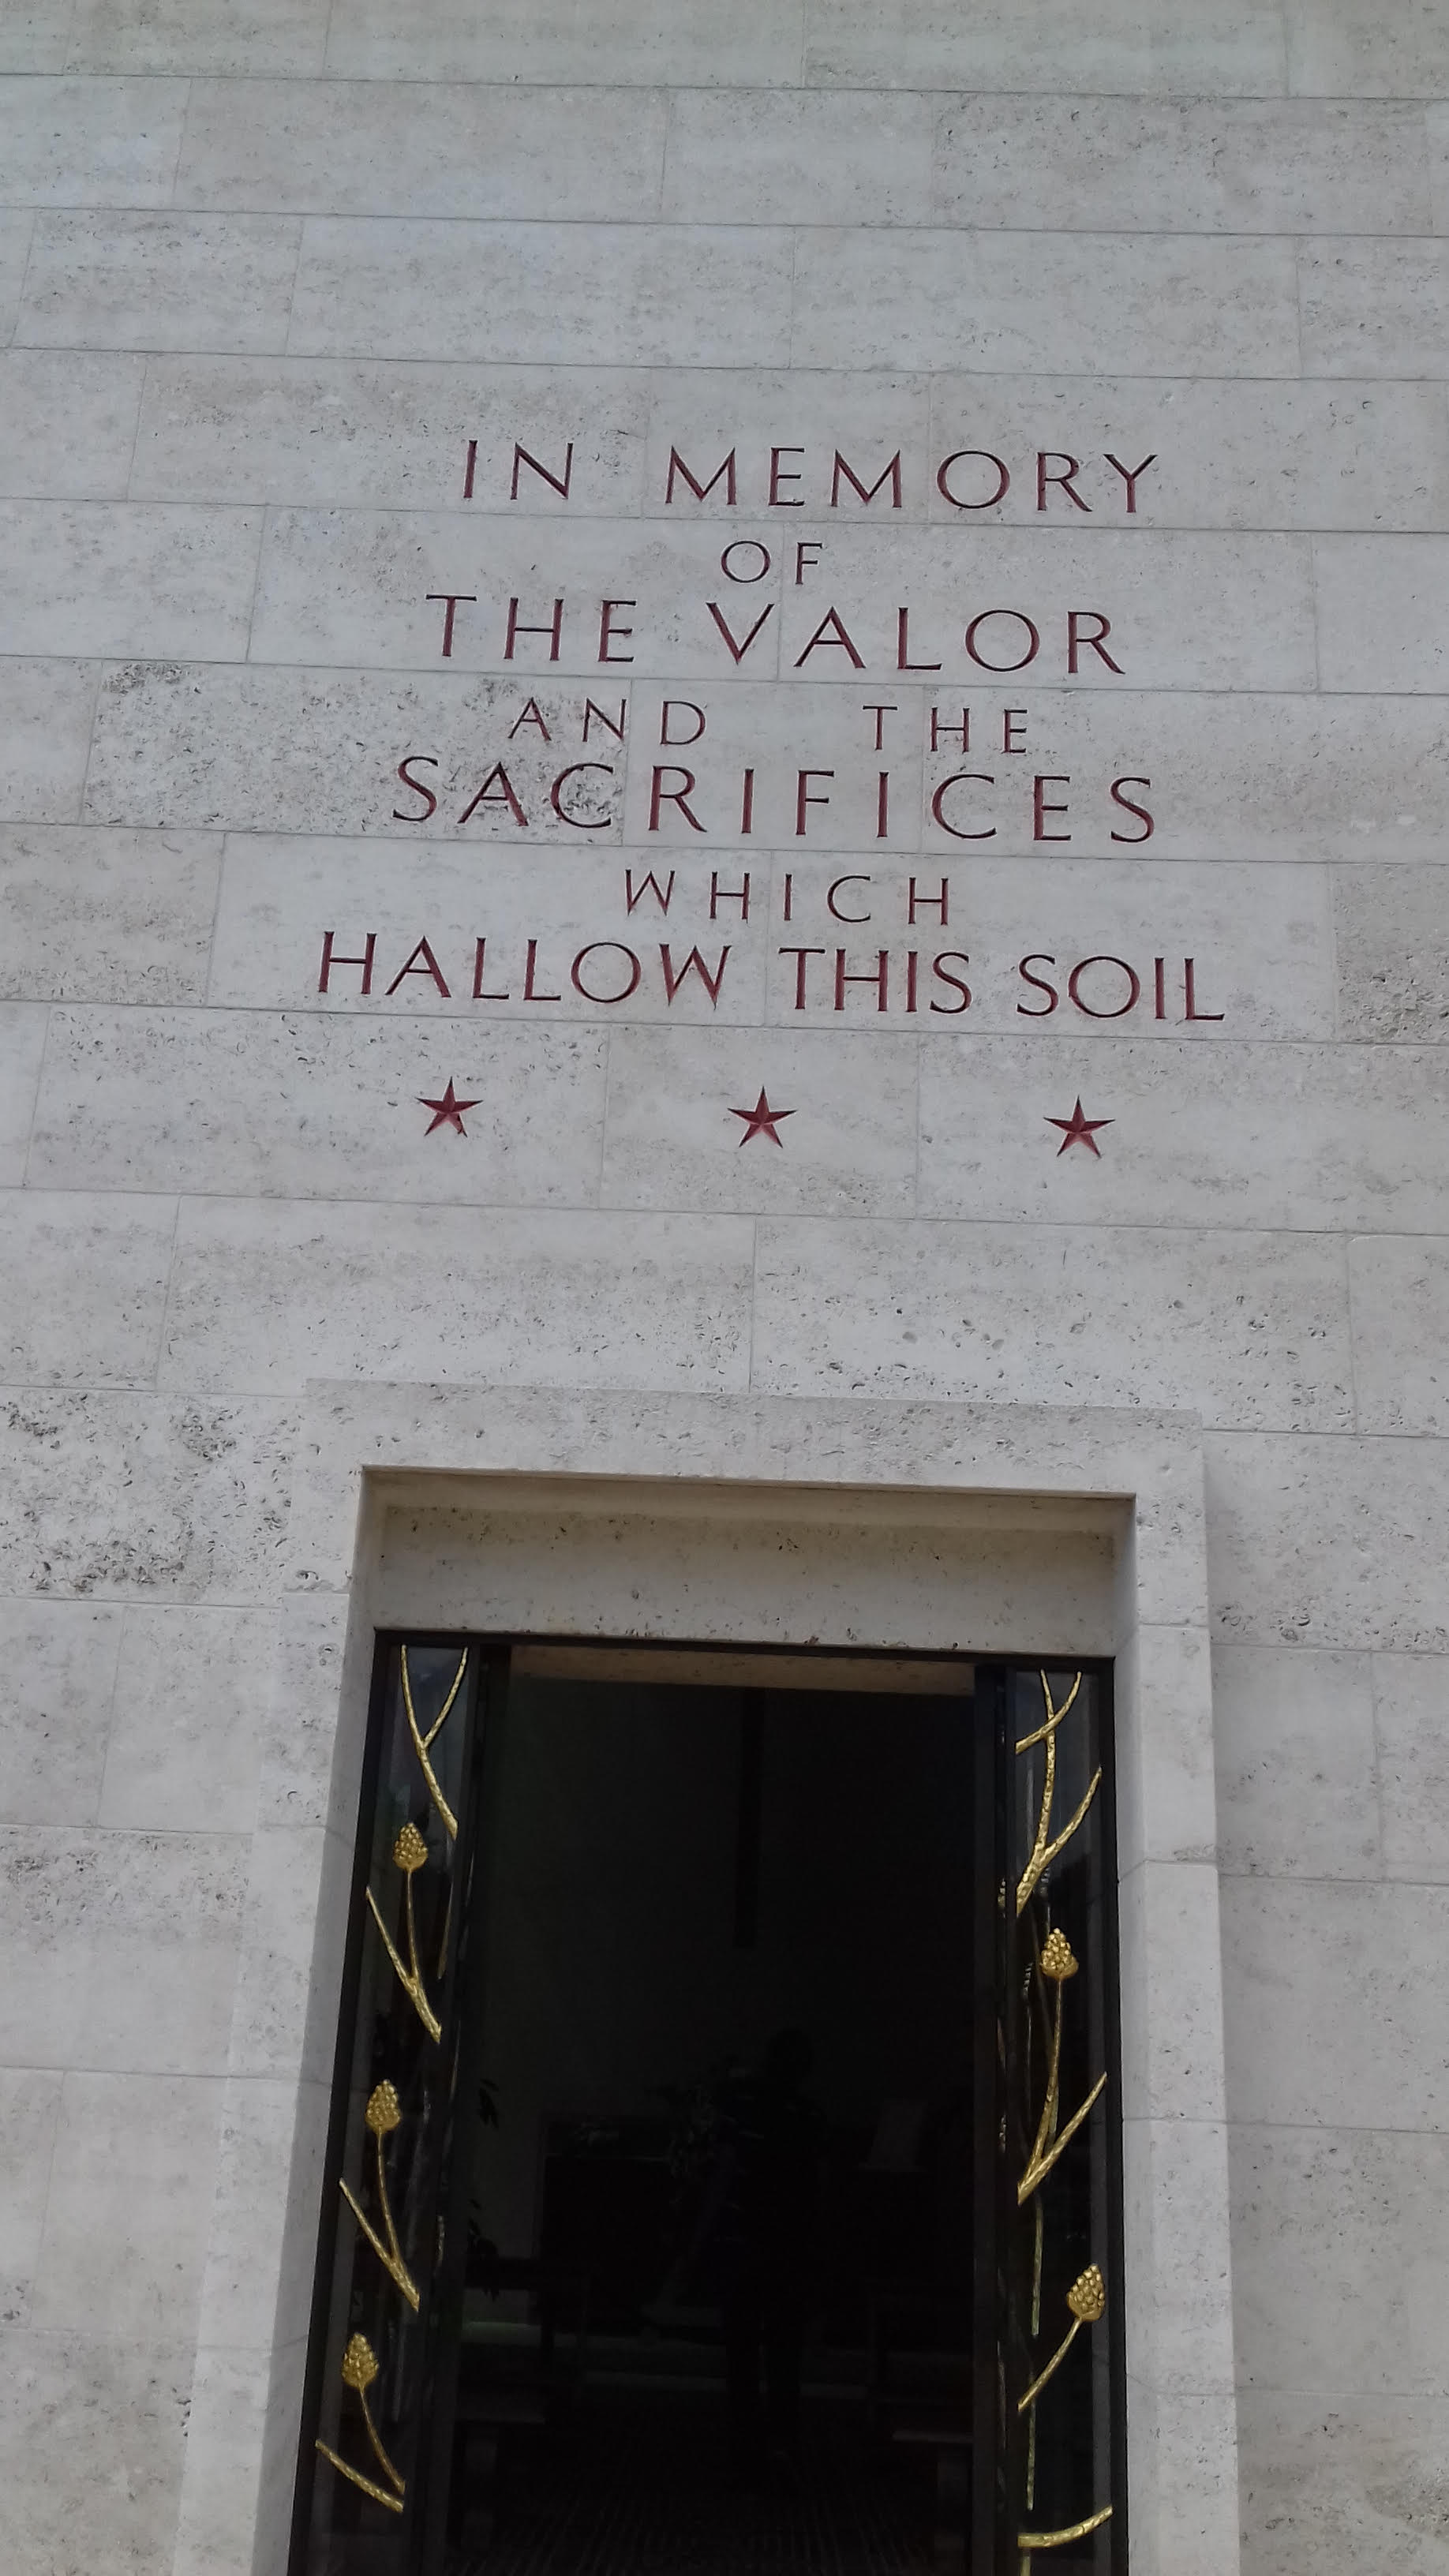 IN MEMORY
OF
THE VALOR
AND THE
SACRIFICES
WHICH
HALLOW THIS SOIL